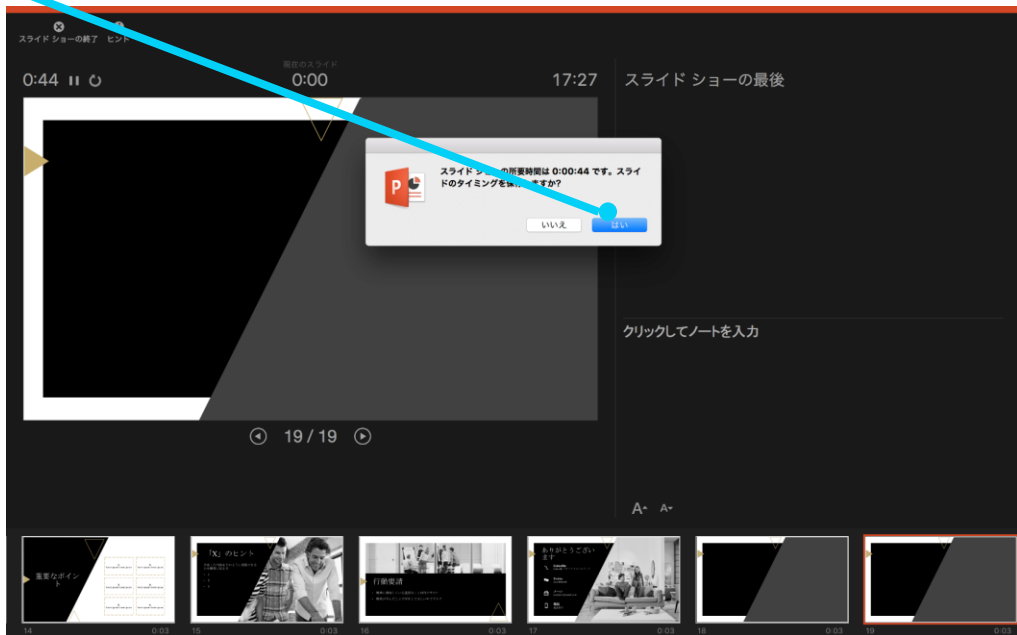 スライド ショーの終了 ヒント
現在のスライド
0:44
0:00
17:27
スライド ショーの最後
スライド の所要時間は 0:00:44 です。スライ
ドのタイミングを ますか?
いいえ はい
P
クリックしてノートを入力
19 / 19
A A
重要なポイン
ト
「X」のヒント
行動要請
ありがとうござい
ます
14 0:03
15 0:03
16 0:03
17 0:03
18 0:03
19 0:03